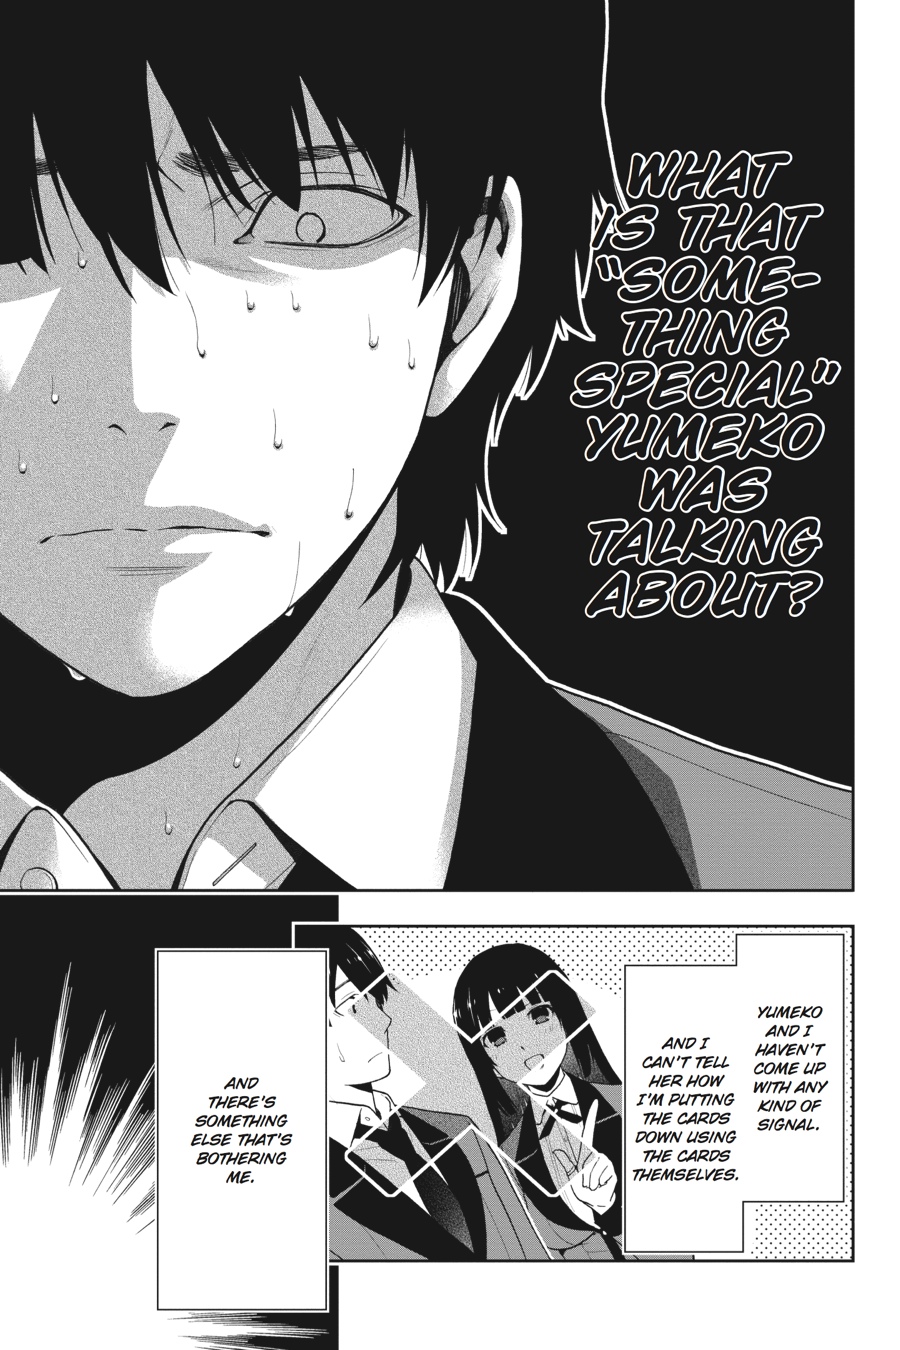 WHAT
IS THAT
"SOME-
THING
SPECIAL"
YUMEKO
WAS
TALKING
ABOUT?
YUMEKO
AND I
HAVEN'T
COME UP
WITH ANY
KIND OF
SIGNAL.
AND I
CAN'T TELL
HER HOW
I'M PUTTING
THE CARDS
DOWN USING
THE CARDS
THEMSELVES.
AND
THERE'S
SOMETHING
ELSE THAT'S
BOTHERING
ME.